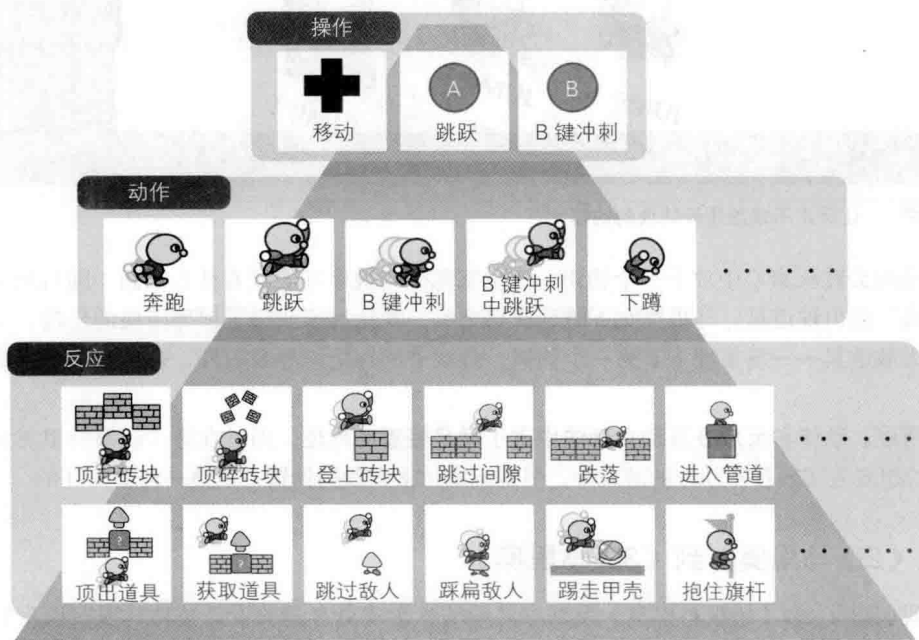 操作
A
B
移动
跳跃
B 键冲刺
动作
奔跑
跳跃
B 键冲刺
B 键冲刺
中跳跃
下蹲
......
反应
顶起砖块
顶碎砖块
登上砖块
跳过间隙
跌落
进入管道
......
?
?
顶出道具
获取道具
跳过敌人
踩扁敌人
踢走甲壳
抱住旗杆
......